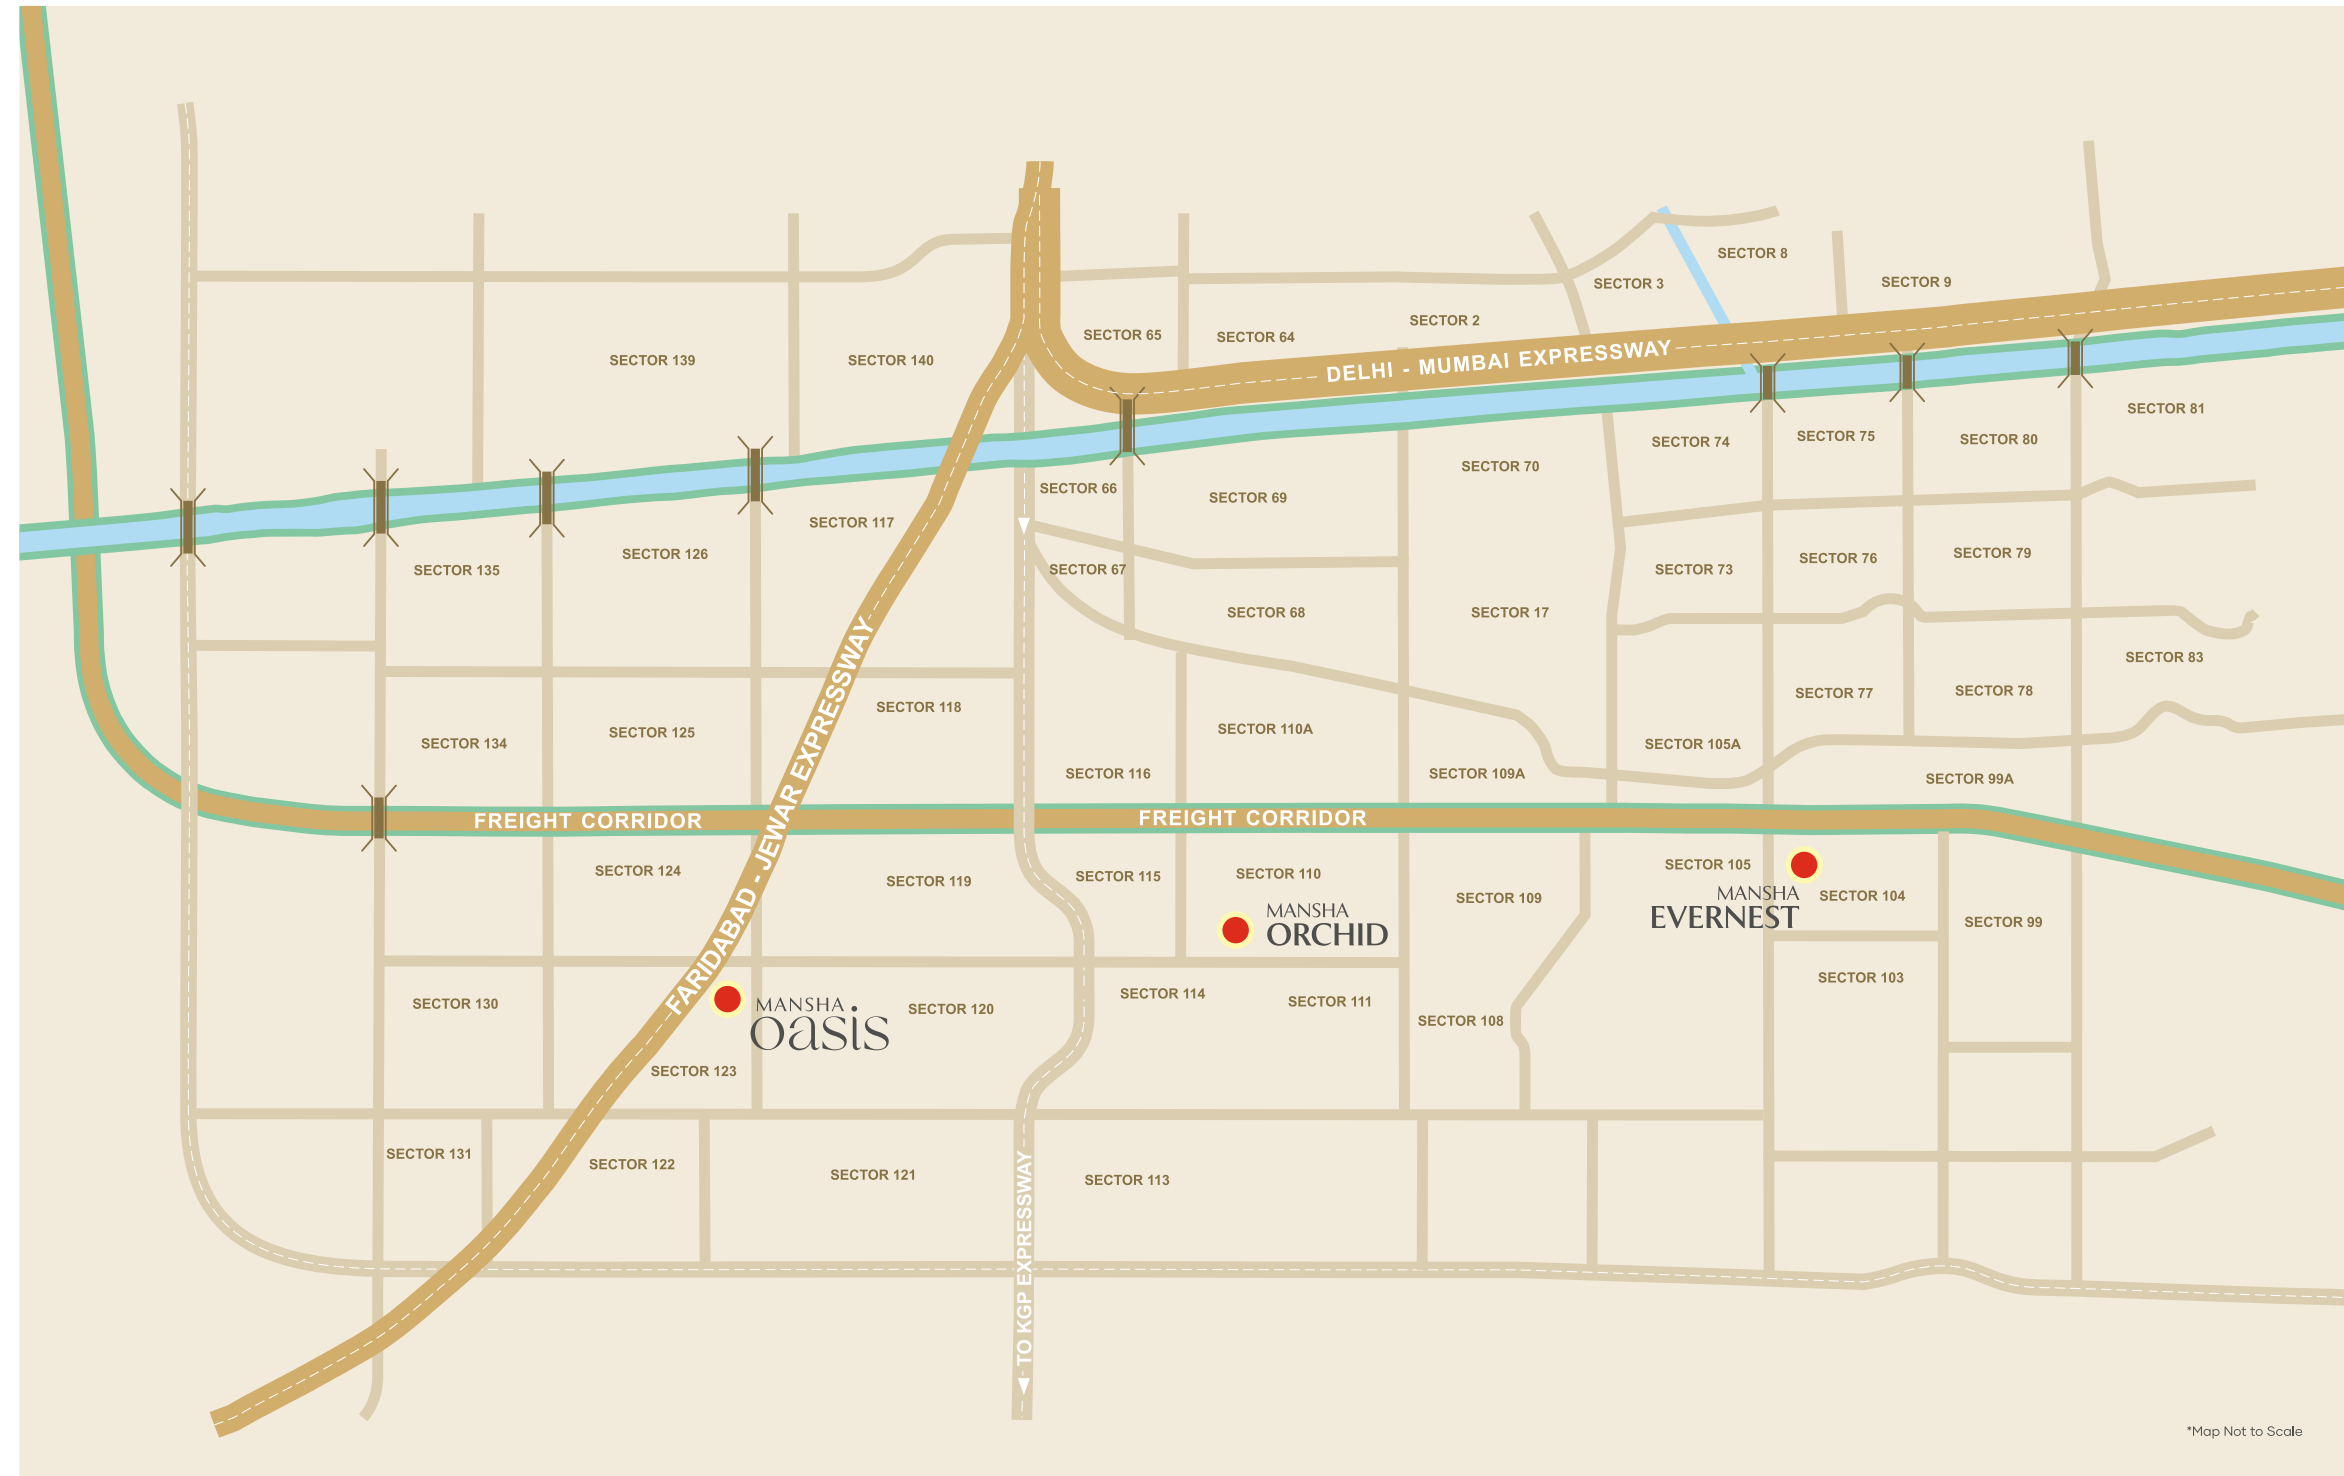 SECTOR 8
SECTOR 3
SECTOR 9
SECTOR 2
SECTOR 65
SECTOR 64
DELHI - MUMBAI EXPRESSWAY
SECTOR 139
SECTOR 140
SECTOR 81
SECTOR 74
SECTOR 75
SECTOR 80
SECTOR 70
SECTOR 66
SECTOR 69
SECTOR 117
SECTOR 126
SECTOR 135
SECTOR 67
SECTOR 73
SECTOR 76
SECTOR 79
SECTOR 68
SECTOR 17
SECTOR 83
SECTOR 77
SECTOR 78
SECTOR 118
SECTOR 134
SECTOR 125
SECTOR 110A
SECTOR 105A
SECTOR 116
SECTOR 109A
SECTOR 99A
FARIDABAD - JEWAR EXPRESSWAY
FREIGHT CORRIDOR
FREIGHT CORRIDOR
SECTOR 124
SECTOR 119
SECTOR 115
SECTOR 110
SECTOR 105
MANSHA
EVERNEST
SECTOR 104
SECTOR 109
MANSHA
ORCHID
SECTOR 99
SECTOR 103
SECTOR 130
MANSHA
oasis
SECTOR 120
SECTOR 114
SECTOR 111
SECTOR 108
SECTOR 123
SECTOR 131
SECTOR 122
SECTOR 121
SECTOR 113
TO KGP EXPRESSWAY
*Map Not to Scale